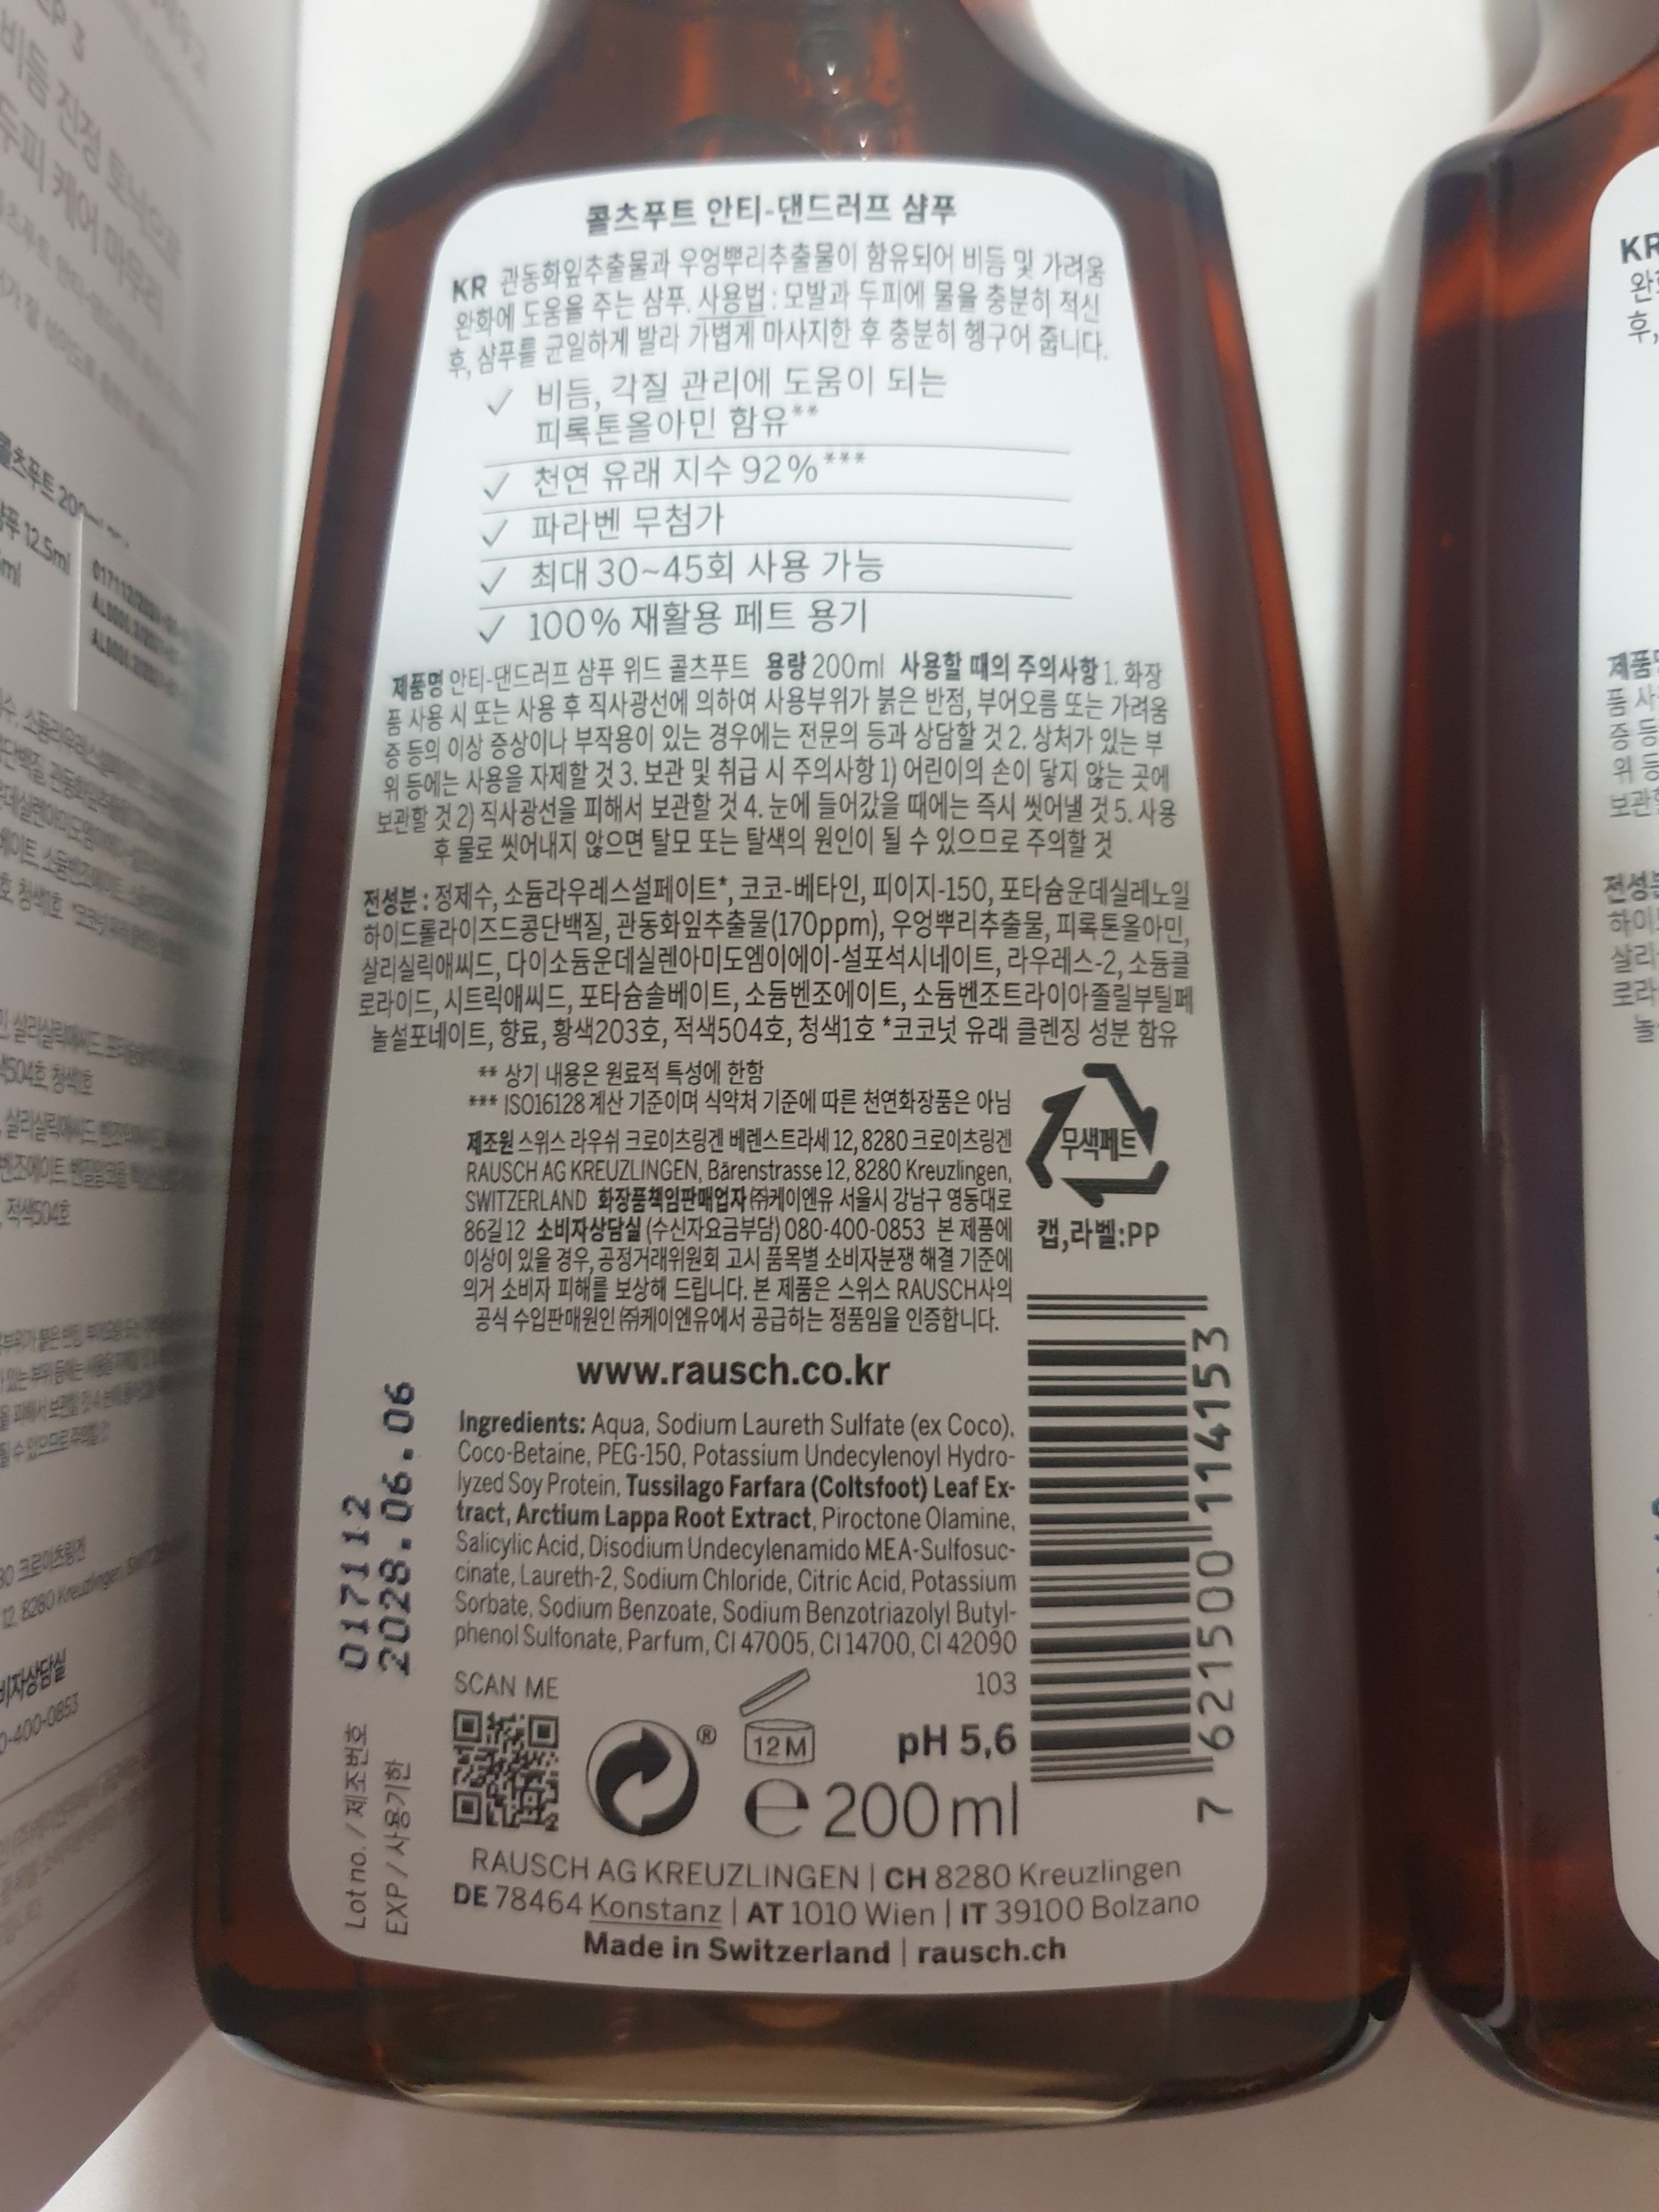 콜츠푸트 안티-댄드러프 샴푸
KR 관동화잎추출물과 우엉뿌리추출물이 함유되어 비듬 및 가려움
완화에 도움을 주는 샴푸. 사용법 : 모발과 두피에 물을 충분히 적신
후, 샴푸를 균일하게 발라 가볍게 마사지한 후 충분히 헹구어 줍니다.
✓ 비듬, 각질 관리에 도움이 되는
피록톤올아민 함유**
✓ 천연 유래 지수 92%***
✓ 파라벤 무첨가
✓ 최대 30~45회 사용 가능
✓ 100% 재활용 페트 용기
제품명 안티-댄드러프 샴푸 위드 콜츠푸트 용량 200ml 사용할 때의 주의사항 1. 화장
품 사용 시 또는 사용 후 직사광선에 의하여 사용부위가 붉은 반점, 부어오름 또는 가려움
증 등의 이상 증상이나 부작용이 있는 경우에는 전문의 등과 상담할 것 2. 상처가 있는 부
위 등에는 사용을 자제할 것 3. 보관 및 취급 시 주의사항 1) 어린이의 손이 닿지 않는 곳에
보관할 것 2) 직사광선을 피해서 보관할 것 4. 눈에 들어갔을 때에는 즉시 씻어낼 것 5. 사용
후 물로 씻어내지 않으면 탈모 또는 탈색의 원인이 될 수 있으므로 주의할 것
전성분 : 정제수, 소듐라우레스설페이트*, 코코-베타인, 피이지-150, 포타슘운데실레노일
하이드롤라이즈드콩단백질, 관동화잎추출물(170ppm), 우엉뿌리추출물, 피록톤올아민,
살리실릭애씨드, 다이소듐운데실렌아미도엠이에이-설포석시네이트, 라우레스-2, 소듐클
로라이드, 시트릭애씨드, 포타슘솔베이트, 소듐벤조에이트, 소듐벤조트라이아졸릴부틸페
놀설포네이트, 향료, 황색203호, 적색504호, 청색1호 *코코넛 유래 클렌징 성분 함유
** 상기 내용은 원료적 특성에 한함
*** ISO16128 계산 기준이며 식약처 기준에 따른 천연화장품은 아님
제조원 스위스 라우쉬 크로이츠링겐 베렌스트라세 12, 8280 크로이츠링겐
RAUSCH AG KREUZLINGEN, Bärenstrasse 12, 8280 Kreuzlingen,
SWITZERLAND 화장품책임판매업자 ㈜케이엔유 서울시 강남구 영동대로
86길 12 소비자상담실 (수신자요금부담) 080-400-0853 본 제품에
이상이 있을 경우, 공정거래위원회 고시 품목별 소비자분쟁 해결 기준에
의거 소비자 피해를 보상해 드립니다. 본 제품은 스위스 RAUSCH사의
공식 수입판매원인 ㈜케이엔유에서 공급하는 정품임을 인증합니다.
무색페트
캡,라벨:PP
www.rausch.co.kr
Ingredients: Aqua, Sodium Laureth Sulfate (ex Coco),
Coco-Betaine, PEG-150, Potassium Undecylenoyl Hydro-
lyzed Soy Protein, Tussilago Farfara (Coltsfoot) Leaf Ex-
tract, Arctium Lappa Root Extract, Piroctone Olamine,
Salicylic Acid, Disodium Undecylenamido MEA-Sulfosuc-
cinate, Laureth-2, Sodium Chloride, Citric Acid, Potassium
Sorbate, Sodium Benzoate, Sodium Benzotriazolyl Butyl-
phenol Sulfonate, Parfum, CI 47005, CI 14700, CI 42090
103
SCAN ME
®
12 M
pH 5,6
e 200 ml
7 621500 114153
Lot no. / 제조번호 017112
EXP / 사용기한 2028.06.06
RAUSCH AG KREUZLINGEN | CH 8280 Kreuzlingen
DE 78464 Konstanz | AT 1010 Wien | IT 39100 Bolzano
Made in Switzerland | rausch.ch
비듬 진정 토닉으로
두피 케어 마무리
콜츠푸트
12.5ml
적색504호
KR